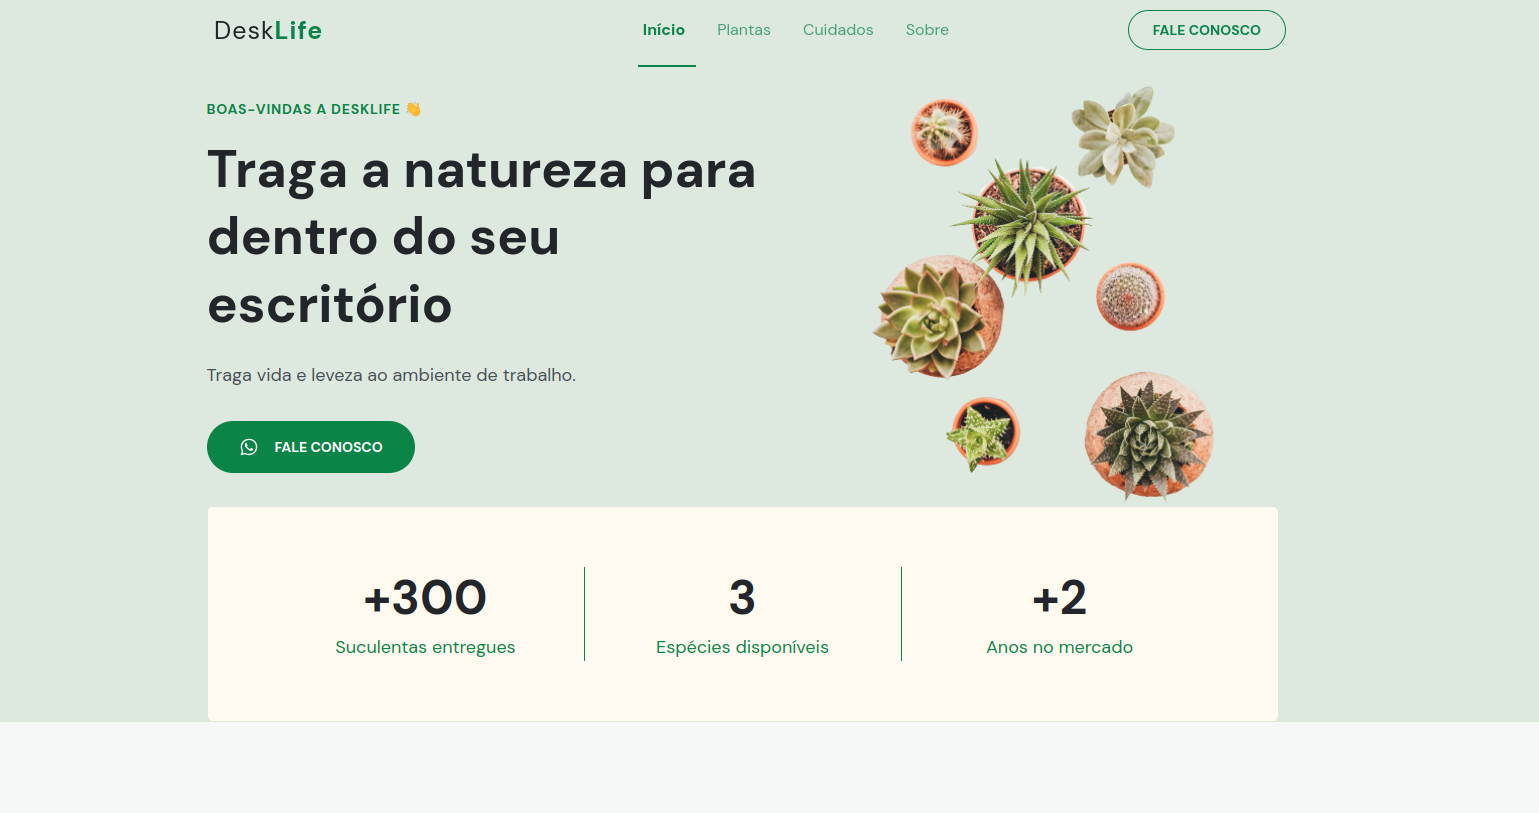 DeskLife
Início Plantas Cuidados Sobre
FALE CONOSCO
BOAS-VINDAS A DESKLIFE 👋
Traga a natureza para
dentro do seu
escritório
Traga vida e leveza ao ambiente de trabalho.
FALE CONOSCO
+300
Suculentas entregues
3
Espécies disponíveis
+2
Anos no mercado